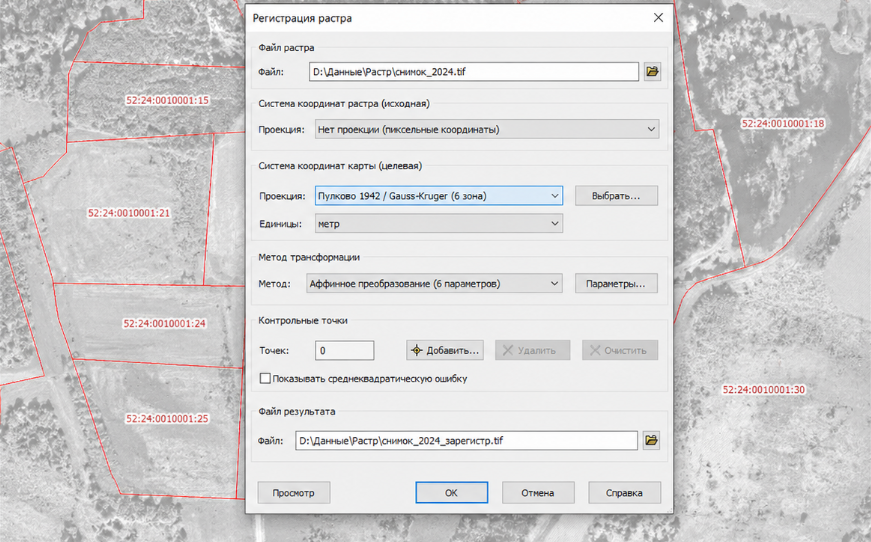 Регистрация растра
Файл растра
Файл: D:\Данные\Растр\снимок_2024.tif
Система координат растра (исходная)
Проекция: Нет проекции (пиксельные координаты)
Система координат карты (целевая)
Проекция: Пулково 1942 / Gauss-Kruger (6 зона) Выбрать...
Единицы: метр
Метод трансформации
Метод: Аффинное преобразование (6 параметров) Параметры...
Контрольные точки
Точек: 0 Добавить... Удалить Очистить
Показывать среднеквадратическую ошибку
Файл результата
Файл: D:\Данные\Растр\снимок_2024_зарегистр.tif
Просмотр ОК Отмена Справка
52:24:0010001:15
52:24:0010001:18
52:24:0010001:21
52:24:0010001:24
52:24:0010001:30
52:24:0010001:25